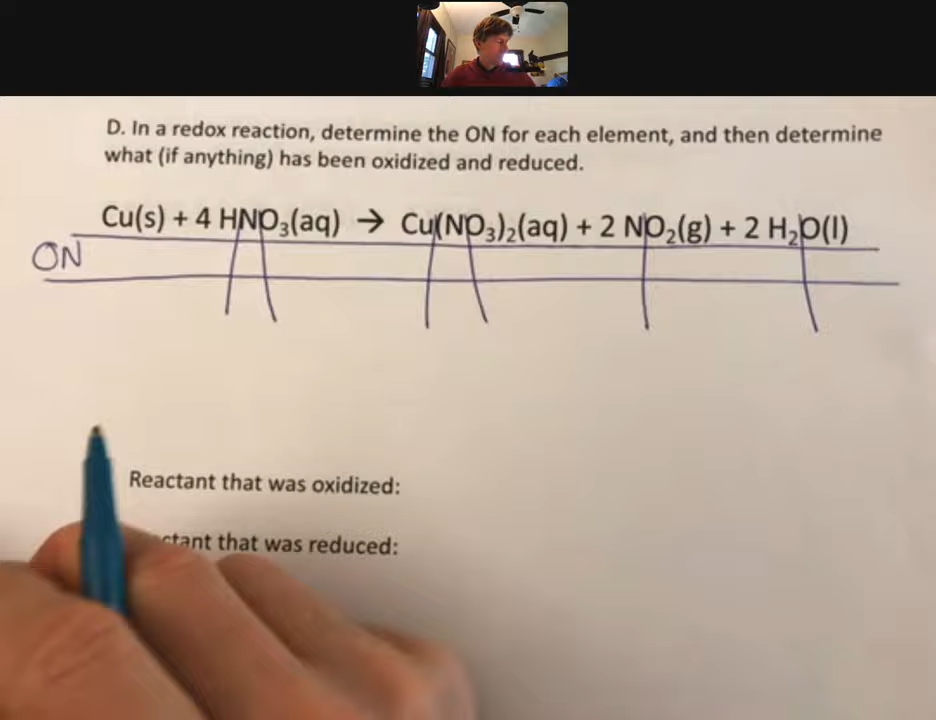 D. In a redox reaction, determine the ON for each element, and then determine
what (if anything) has been oxidized and reduced.
Cu(s) + 4 HNO₃(aq) → Cu(NO₃)₂(aq) + 2 NO₂(g) + 2 H₂O(l)
ON
Reactant that was oxidized:
ctant that was reduced: